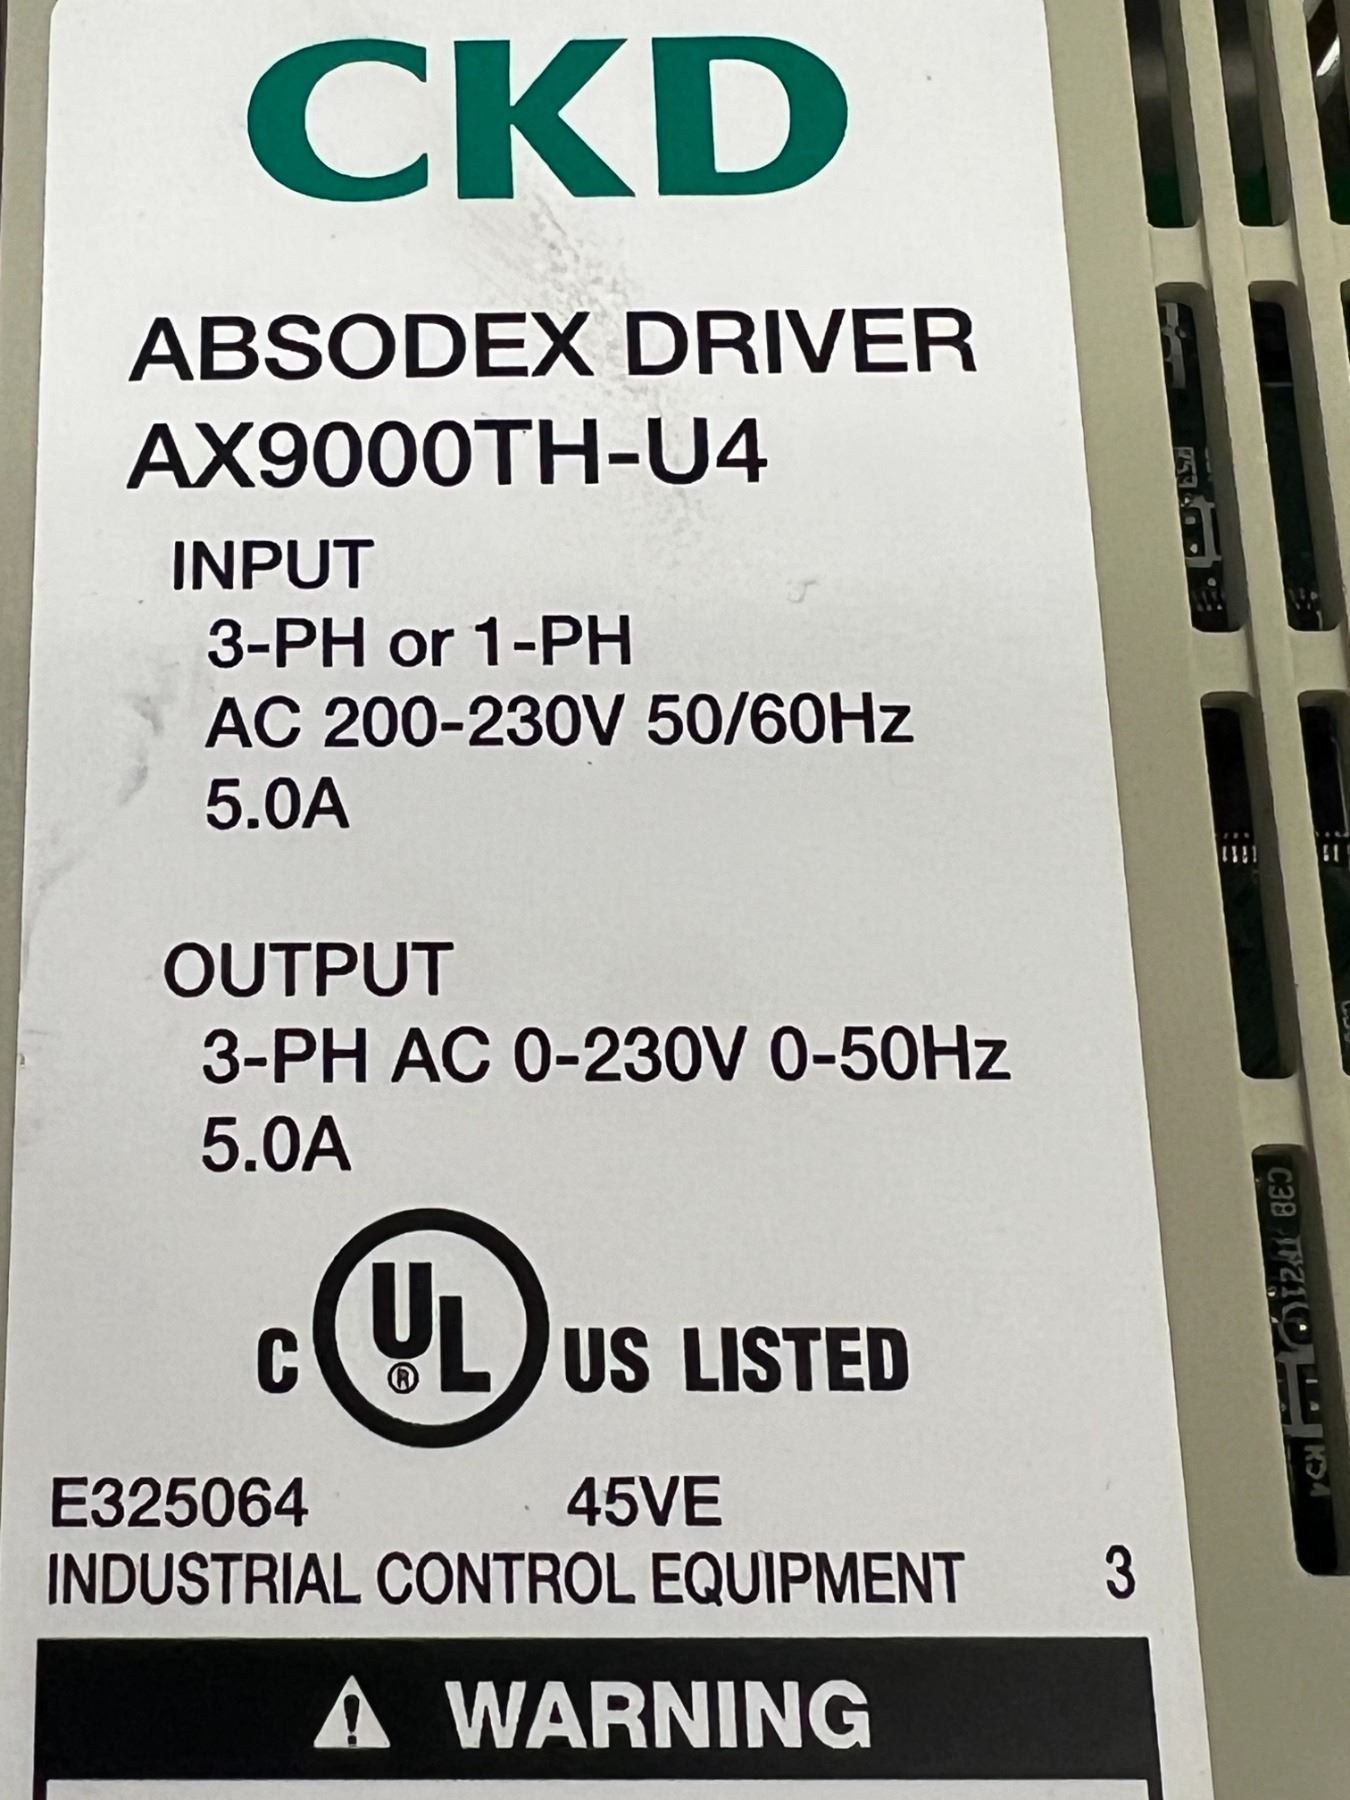 CKD
ABSODEX DRIVER
AX9000TH-U4
INPUT
3-PH or 1-PH
AC 200-230V 50/60Hz
5.0A
OUTPUT
3-PH AC 0-230V 0-50Hz
5.0A
C UL ® US LISTED
E325064 45VE
INDUSTRIAL CONTROL EQUIPMENT 3
⚠ WARNING